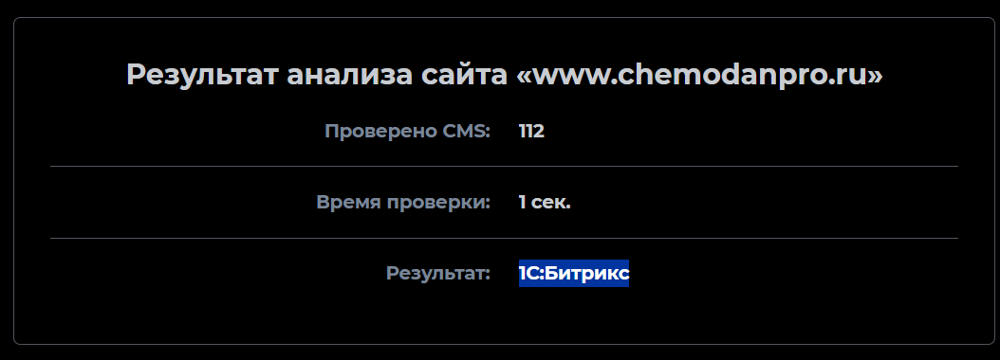 Результат анализа сайта «www.chemodanpro.ru»
Проверено CMS: 112
Время проверки: 1 сек.
Результат: 1С:Битрикс